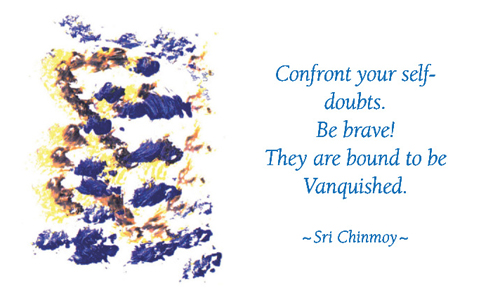 Confront your self-
doubts.
Be brave!
They are bound to be
Vanquished.
~Sri Chinmoy~